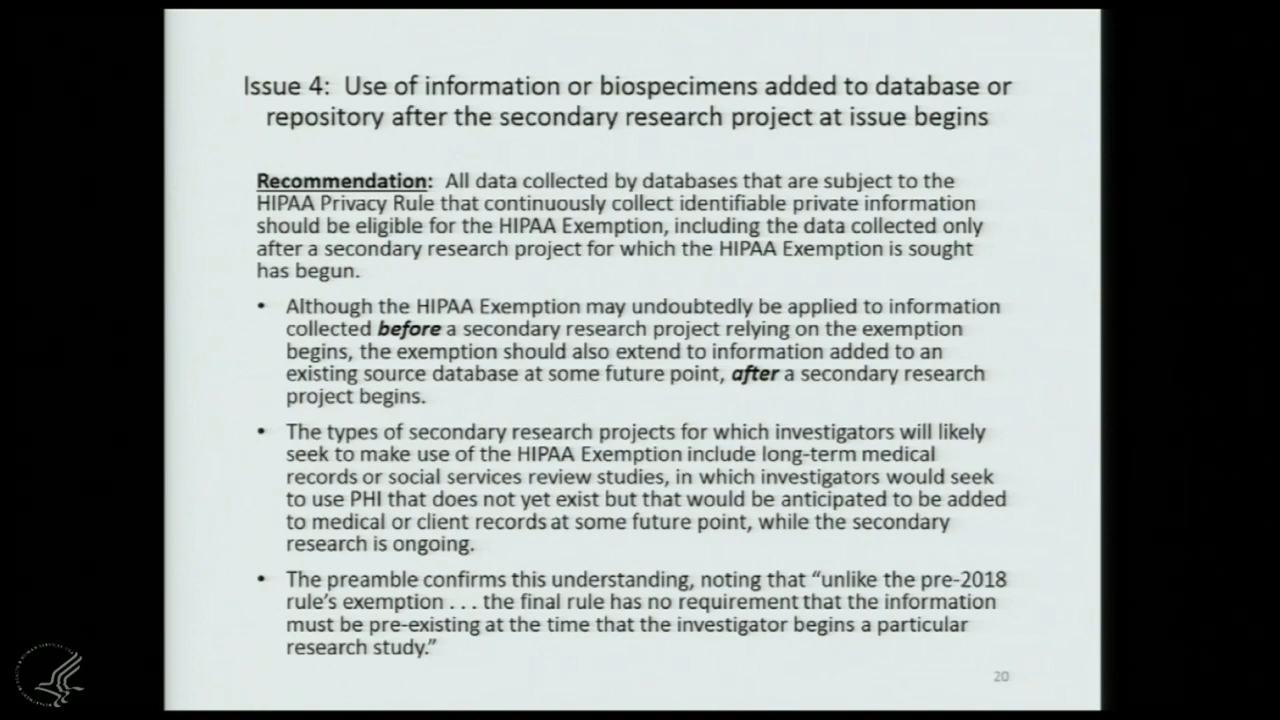 Issue 4: Use of information or biospecimens added to database or
repository after the secondary research project at issue begins
Recommendation: All data collected by databases that are subject to the
HIPAA Privacy Rule that continuously collect identifiable private information
should be eligible for the HIPAA Exemption, including the data collected only
after a secondary research project for which the HIPAA Exemption is sought
has begun.
• Although the HIPAA Exemption may undoubtedly be applied to information
collected before a secondary research project relying on the exemption
begins, the exemption should also extend to information added to an
existing source database at some future point, after a secondary research
project begins.
• The types of secondary research projects for which investigators will likely
seek to make use of the HIPAA Exemption include long-term medical
records or social services review studies, in which investigators would seek
to use PHI that does not yet exist but that would be anticipated to be added
to medical or client records at some future point, while the secondary
research is ongoing.
• The preamble confirms this understanding, noting that “unlike the pre-2018
rule’s exemption . . . the final rule has no requirement that the information
must be pre-existing at the time that the investigator begins a particular
research study.”
20